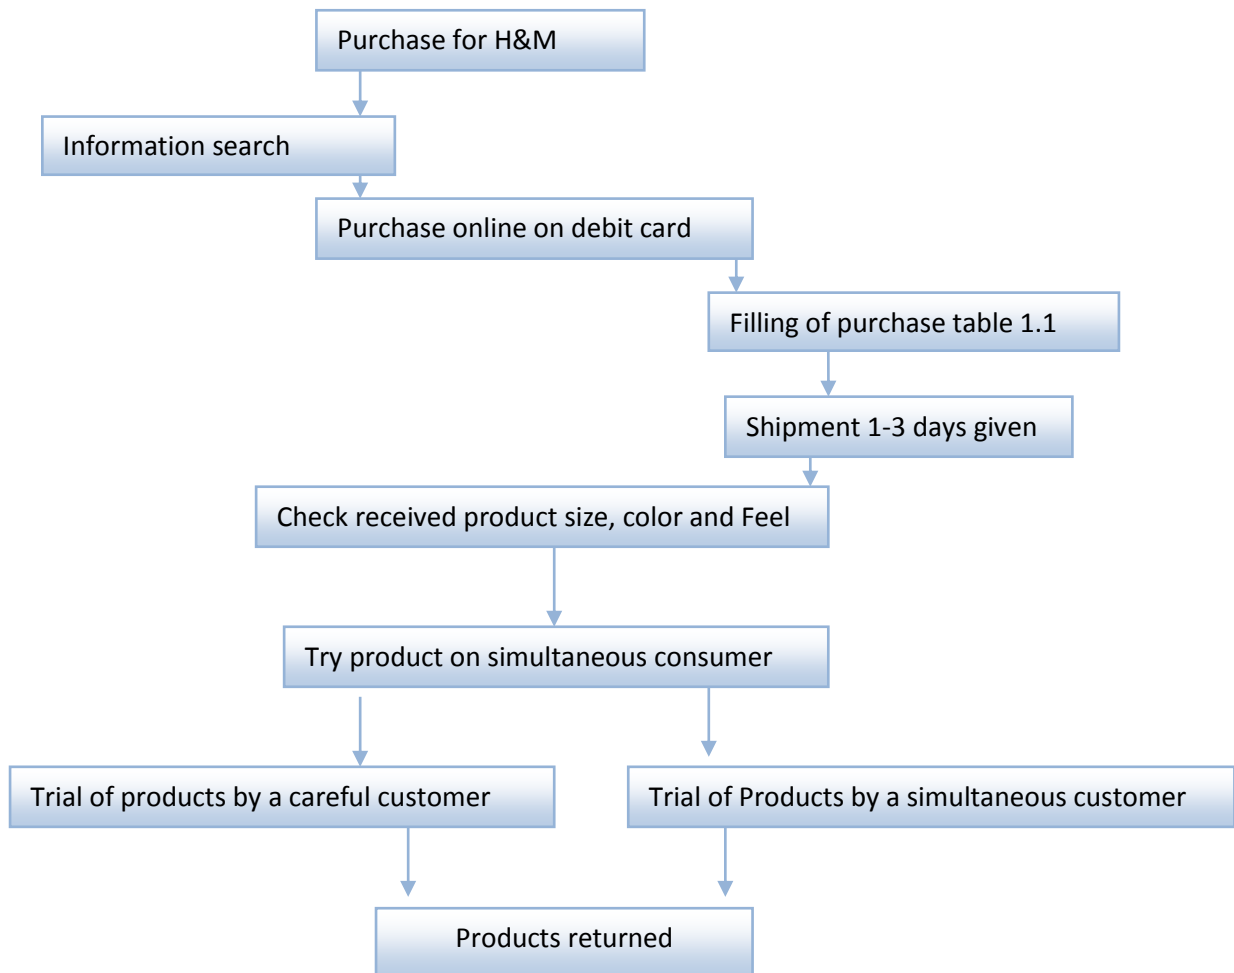 Purchase for H&M
Information search
Purchase online on debit card
Filling of purchase table 1.1
Shipment 1-3 days given
Check received product size, color and Feel
Try product on simultaneous consumer
Trial of products by a careful customer
Trial of Products by a simultaneous customer
Products returned